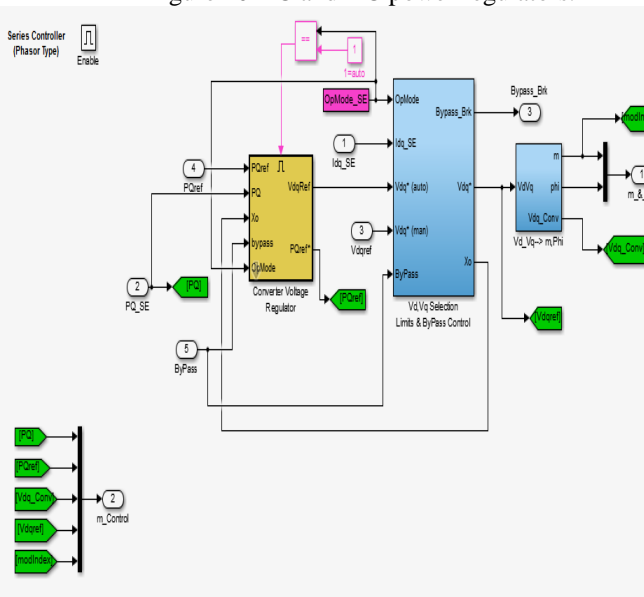 Series Controller
(Phasor Type)
Enable
==
1
1=auto
OpMode_SE
OpMode
Bypass_Brk
Bypass_Brk
3
1
Idq_SE
Idq_SE
4
PQref
PQref
VdqRef
Vdq* (auto)
Vdq*
PQ
Xo
3
Vdqref
Vdq* (man)
bypass
PQref*
OpMode
Xo
ByPass
VdVq
m
phi
Vdq_Conv
Vd_Vq--> m,Phi
1
m_&_
[Vdq_Conv]
2
PQ_SE
[PQ]
Converter Voltage
Regulator
[PQref]
Vd,Vq Selection
Limits & ByPass Control
[Vdqref]
5
ByPass
[PQ]
[PQref]
[Vdq_Conv]
[Vdqref]
[modIndex]
2
m_Control